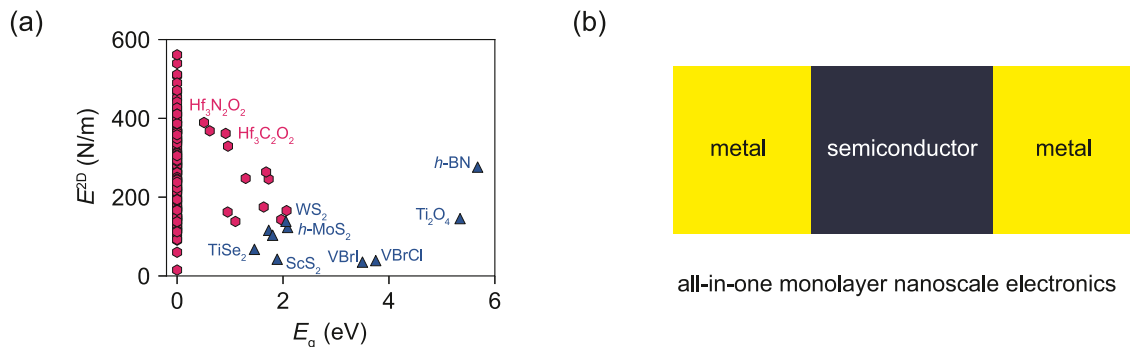 (a)
600
400
200
0
E²ᴰ (N/m)
Hf₃N₂O₂
Hf₃C₂O₂
h-BN
WS₂
Ti₂O₄
h-MoS₂
TiSe₂
ScS₂
VBrI
VBrCl
0 2 4 6
E_g (eV)
(b)
metal semiconductor metal
all-in-one monolayer nanoscale electronics